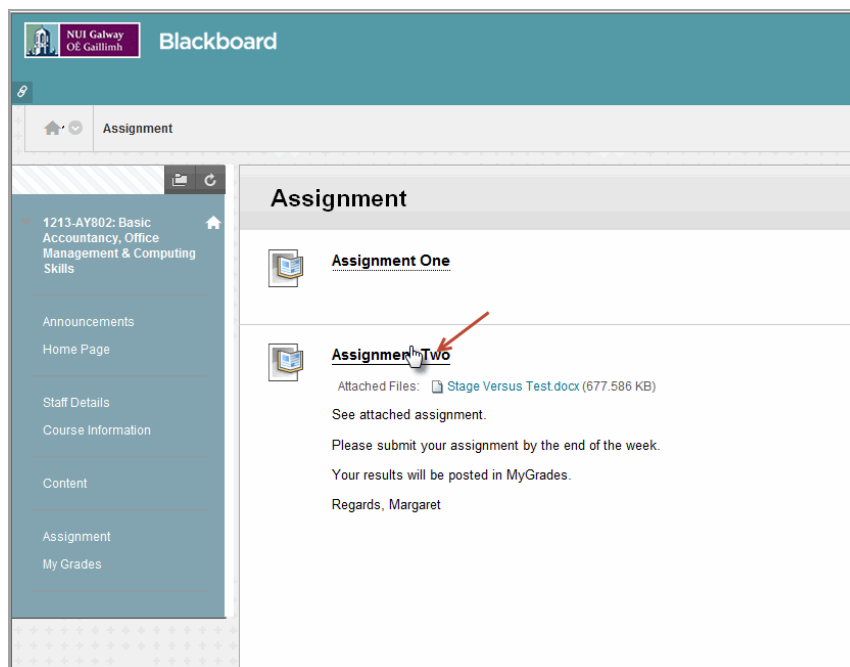 NUI Galway
OÉ Gaillimh
Blackboard
Assignment
1213-AY802: Basic
Accountancy, Office
Management & Computing
Skills
Announcements
Home Page
Staff Details
Course Information
Content
Assignment
My Grades
Assignment
Assignment One
Assignment Two
Attached Files: Stage Versus Test.docx (677.586 KB)
See attached assignment.
Please submit your assignment by the end of the week.
Your results will be posted in MyGrades.
Regards, Margaret